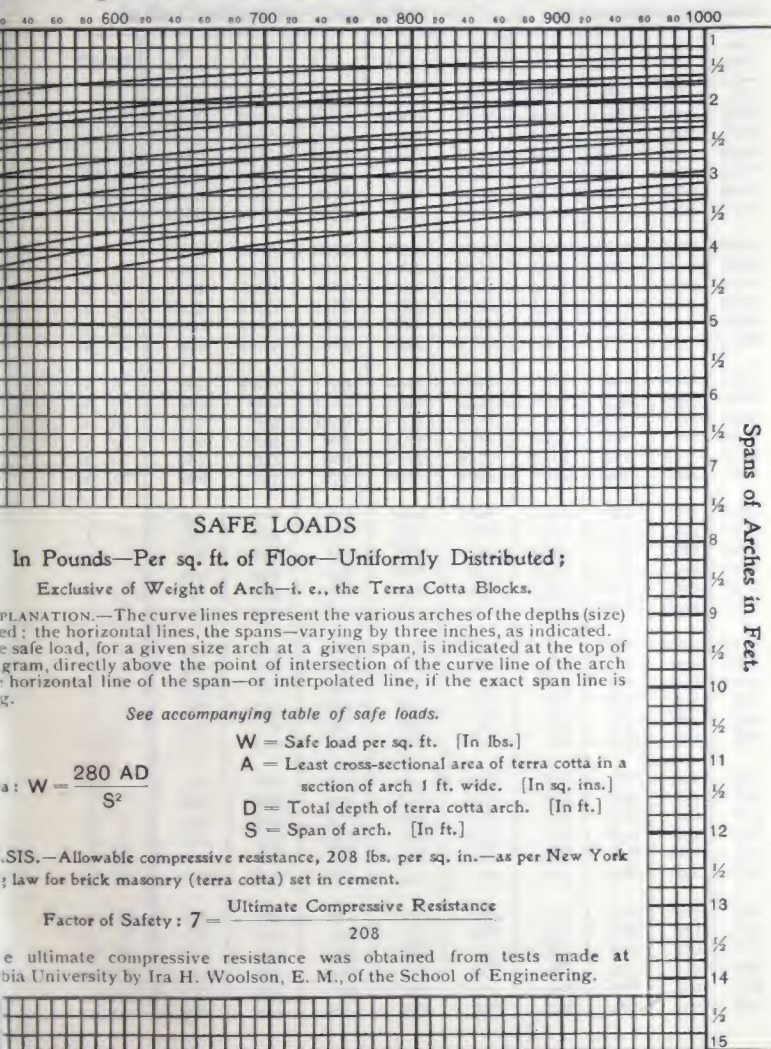 0 40 60 80 600 20 40 60 80 700 20 40 60 80 800 20 40 60 80 900 20 40 60 80 1000
1
½
2
½
3
½
4
½
5
½
6
½
7
½
8
½
9
½
10
½
11
½
12
½
13
½
14
½
15
Spans of Arches in Feet.
SAFE LOADS
In Pounds—Per sq. ft. of Floor—Uniformly Distributed;
Exclusive of Weight of Arch—i. e., the Terra Cotta Blocks.
PLANATION.—The curve lines represent the various arches of the depths (size)
ed; the horizontal lines, the spans—varying by three inches, as indicated.
e safe load, for a given size arch at a given span, is indicated at the top of
gram, directly above the point of intersection of the curve line of the arch
horizontal line of the span—or interpolated line, if the exact span line is
g.
See accompanying table of safe loads.
a: W = 280 AD
S²
W = Safe load per sq. ft. [In lbs.]
A = Least cross-sectional area of terra cotta in a
section of arch 1 ft. wide. [In sq. ins.]
D = Total depth of terra cotta arch. [In ft.]
S = Span of arch. [In ft.]
.SIS.—Allowable compressive resistance, 208 lbs. per sq. in.—as per New York
g law for brick masonry (terra cotta) set in cement.
Factor of Safety: 7 = Ultimate Compressive Resistance
208
e ultimate compressive resistance was obtained from tests made at
bia University by Ira H. Woolson, E. M., of the School of Engineering.